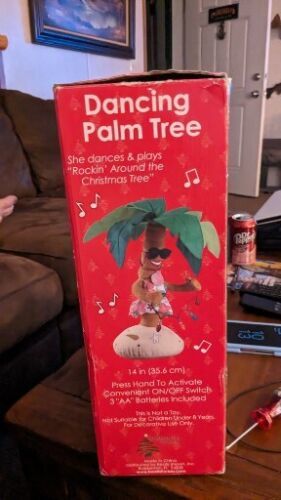 Dancing
Palm Tree
She dances & plays
"Rockin' Around the
Christmas Tree"
14 in (35.6 cm)
Press Hand To Activate
Convenient ON/OFF Switch
3 "AA" Batteries Included
This is Not a Toy.
Not Suitable for Children Under 8 Years.
For Decorative Use Only.
Made in China